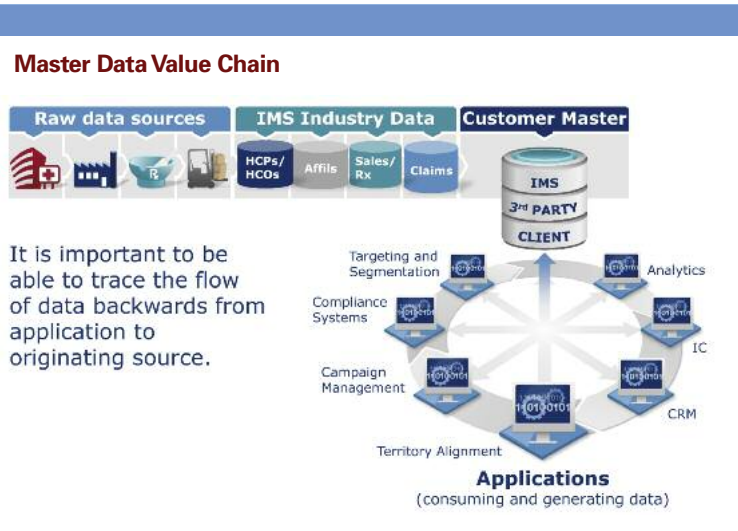 Master Data Value Chain
Raw data sources
IMS Industry Data
Customer Master
HCPs/
HCOs
Affils
Sales/
Rx
Claims
IMS
3rd PARTY
CLIENT
It is important to be
able to trace the flow
of data backwards from
application to
originating source.
Targeting and
Segmentation
Analytics
Compliance
Systems
IC
Campaign
Management
CRM
Territory Alignment
Applications
(consuming and generating data)